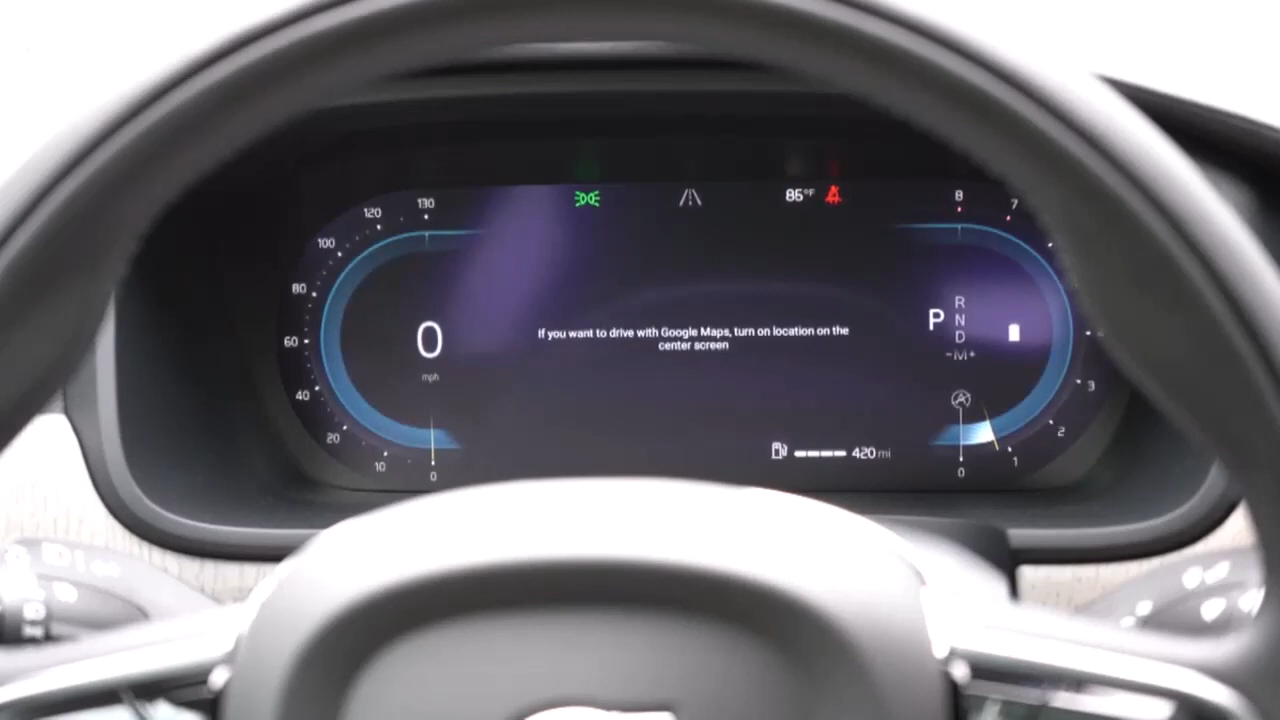 130
120
100
80
60
40
20
10
0
0
mph
86°F
If you want to drive with Google Maps, turn on location on the
center screen
420 mi
8
7
3
2
1
0
P
R
N
D
-M+
A